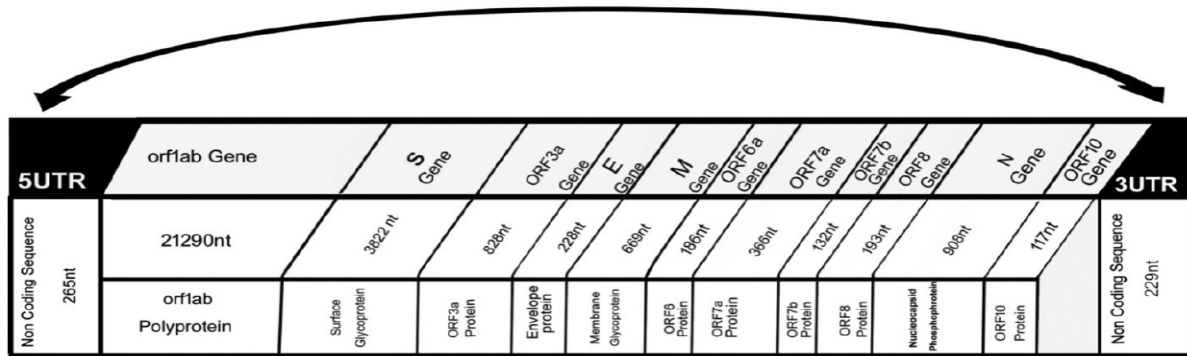 orf1ab Gene
S
Gene
ORF3a
Gene
E
Gene
M
Gene
ORF6a
Gene
ORF7a
Gene
ORF7b
Gene
ORF8
Gene
N
Gene
ORF10
Gene
5UTR
3UTR
Non Coding Sequence
265nt
21290nt
3822 nt
828nt
228nt
669nt
186nt
366nt
132nt
193nt
908nt
117nt
Non Coding Sequence
229nt
orf1ab
Polyprotein
Surface
Glycoprotein
ORF3a
Protein
Envelope
protein
Membrane
Glycoprotein
ORF6
Protein
ORF7a
Protein
ORF7b
Protein
ORF8
Protein
Nucleocapsid
Phosphophrotein
ORF10
Protein